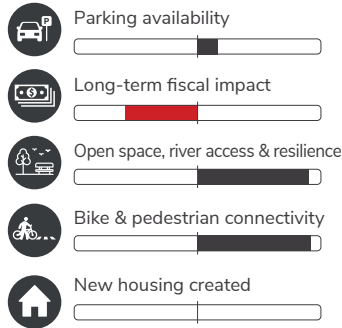 Parking availability
Long-term fiscal impact
Open space, river access & resilience
Bike & pedestrian connectivity
New housing created